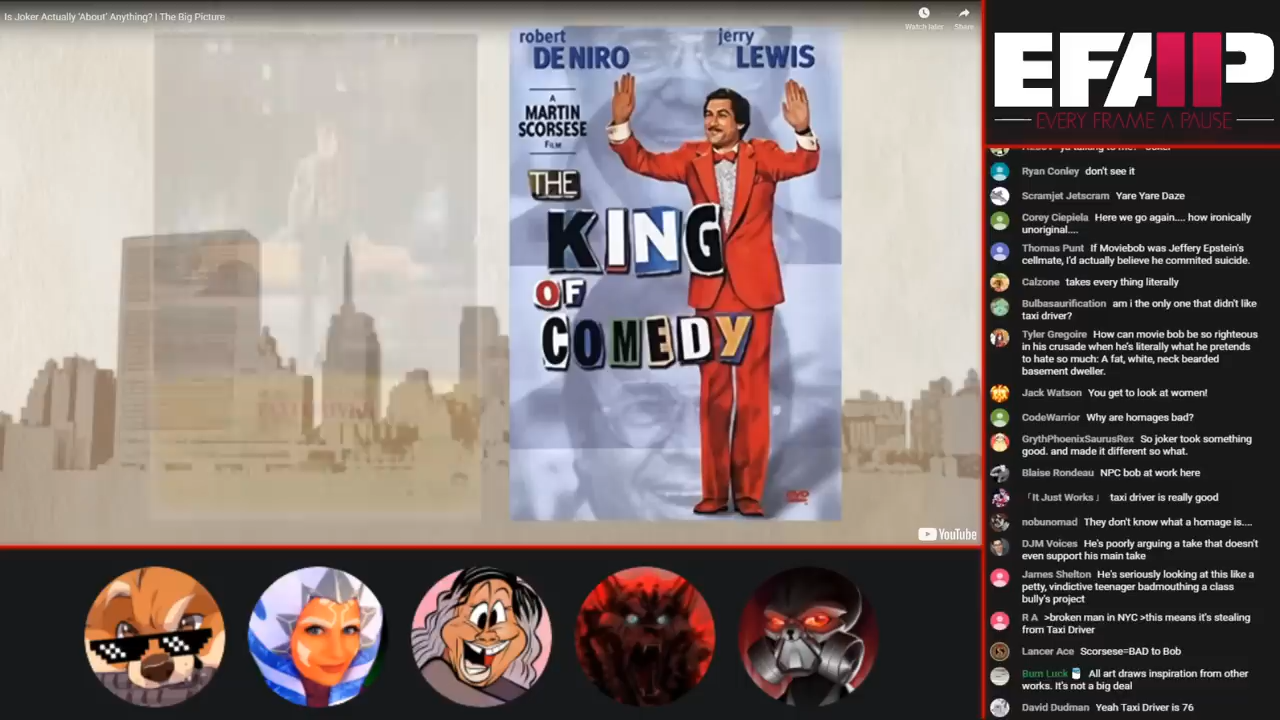 Is Joker Actually 'About' Anything? | The Big Picture
Watch later
Share
robert
DE NIRO
jerry
LEWIS
A
MARTIN
SCORSESE
FILM
THE
KING
OF
COMEDY
DVD
YouTube
EFAP
EVERY FRAME A PAUSE
Ryan Conley don't see it
Scramjet Jetscram Yare Yare Daze
Corey Ciepiela Here we go again.... how ironically
unoriginal....
Thomas Punt If Moviebob was Jeffery Epstein's
cellmate, I'd actually believe he commited suicide.
Calzone takes every thing literally
Bulbasaurification am i the only one that didn't like
taxi driver?
Tyler Gregoire How can movie bob be so righteous
in his crusade when he's literally what he pretends
to hate so much: A fat, white, neck bearded
basement dweller.
Jack Watson You get to look at women!
CodeWarrior Why are homages bad?
GrythPhoenixSaurusRex So joker took something
good. and made it different so what.
Blaise Rondeau NPC bob at work here
「It Just Works」 taxi driver is really good
nobunomad They don't know what a homage is....
DJM Voices He's poorly arguing a take that doesn't
even support his main take
James Shelton He's seriously looking at this like a
petty, vindictive teenager badmouthing a class
bully's project
R A >broken man in NYC >this means it's stealing
from Taxi Driver
Lancer Ace Scorsese=BAD to Bob
Burn Luck All art draws inspiration from other
works. It's not a big deal
David Dudman Yeah Taxi Driver is 76